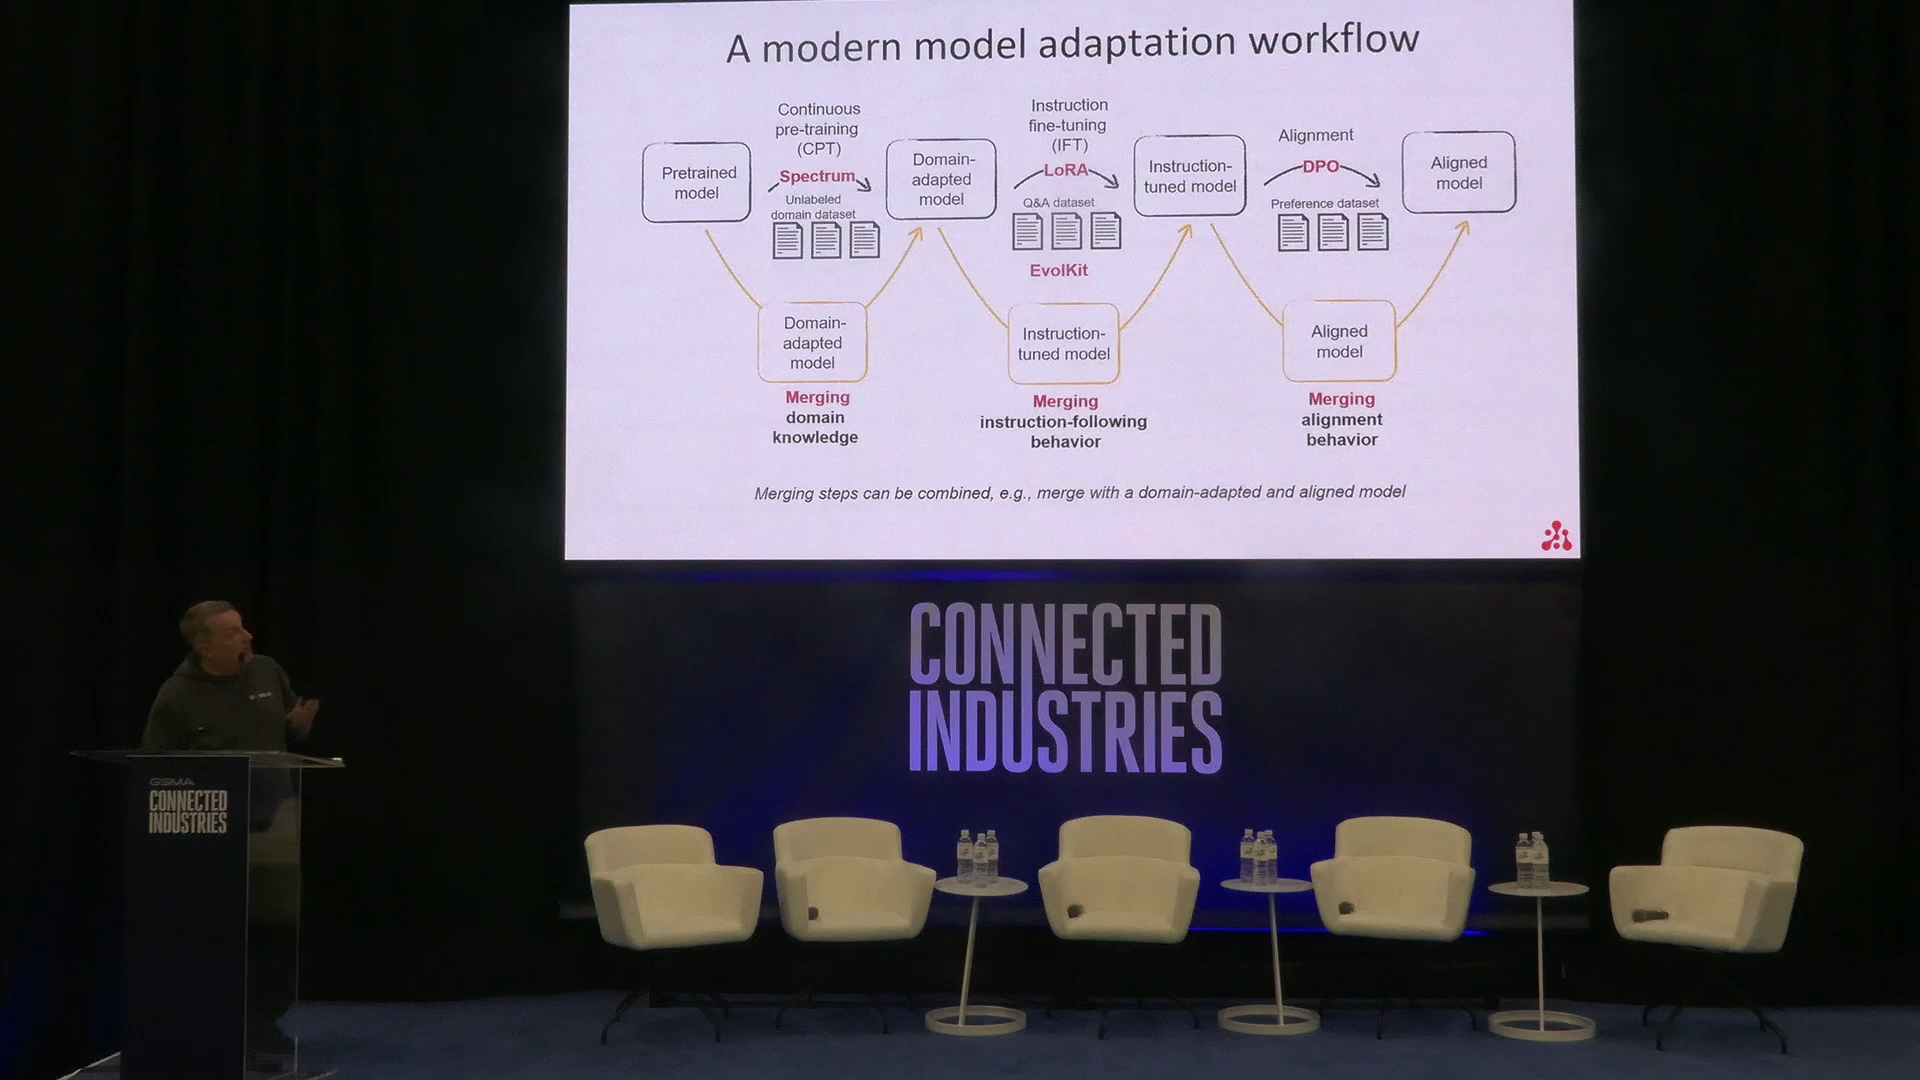 A modern model adaptation workflow
Continuous
pre-training
(CPT)
Instruction
fine-tuning
(IFT)
Alignment
Pretrained
model
Spectrum
Unlabeled
domain dataset
Domain-
adapted
model
LoRA
Q&A dataset
EvolKit
Instruction-
tuned model
DPO
Preference dataset
Aligned
model
Domain-
adapted
model
Merging
domain
knowledge
Instruction-
tuned model
Merging
instruction-following
behavior
Aligned
model
Merging
alignment
behavior
Merging steps can be combined, e.g., merge with a domain-adapted and aligned model
CONNECTED
INDUSTRIES
GSMA
CONNECTED
INDUSTRIES